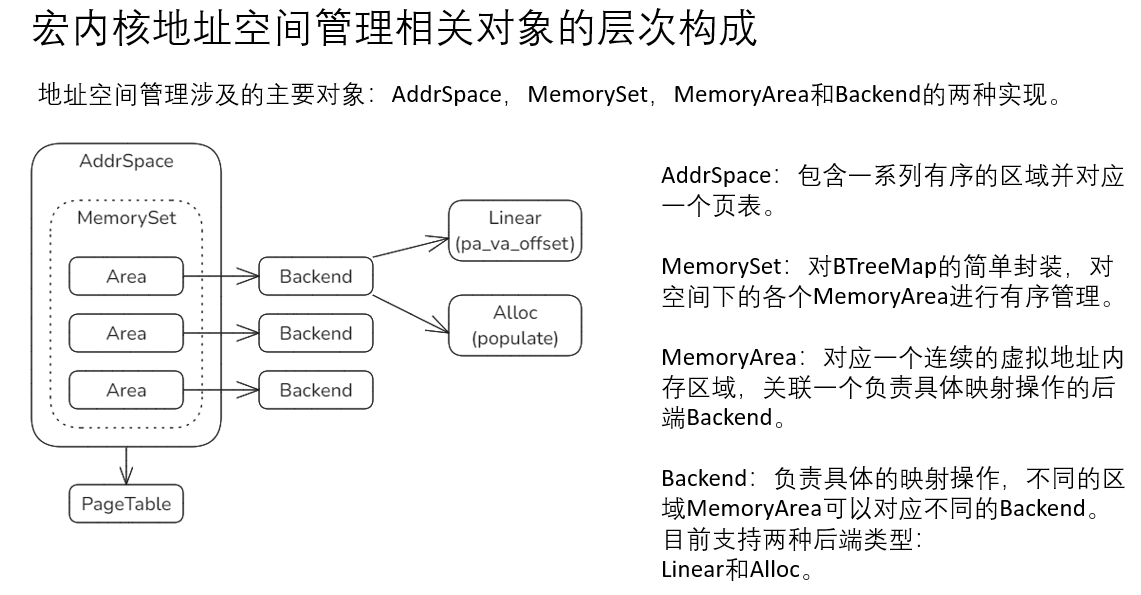 宏内核地址空间管理相关对象的层次构成
地址空间管理涉及的主要对象：AddrSpace，MemorySet，MemoryArea和Backend的两种实现。
AddrSpace
MemorySet
Area
Backend
Area
Backend
Area
Backend
Linear
(pa_va_offset)
Alloc
(populate)
PageTable
AddrSpace：包含一系列有序的区域并对应
一个页表。
MemorySet：对BTreeMap的简单封装，对
空间下的各个MemoryArea进行有序管理。
MemoryArea：对应一个连续的虚拟地址内
存区域，关联一个负责具体映射操作的后
端Backend。
Backend：负责具体的映射操作，不同的区
域MemoryArea可以对应不同的Backend。
目前支持两种后端类型：
Linear和Alloc。